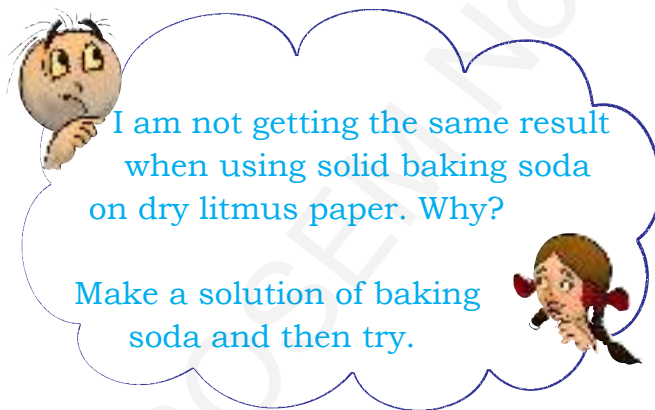 I am not getting the same result
when using solid baking soda
on dry litmus paper. Why?
Make a solution of baking
soda and then try.